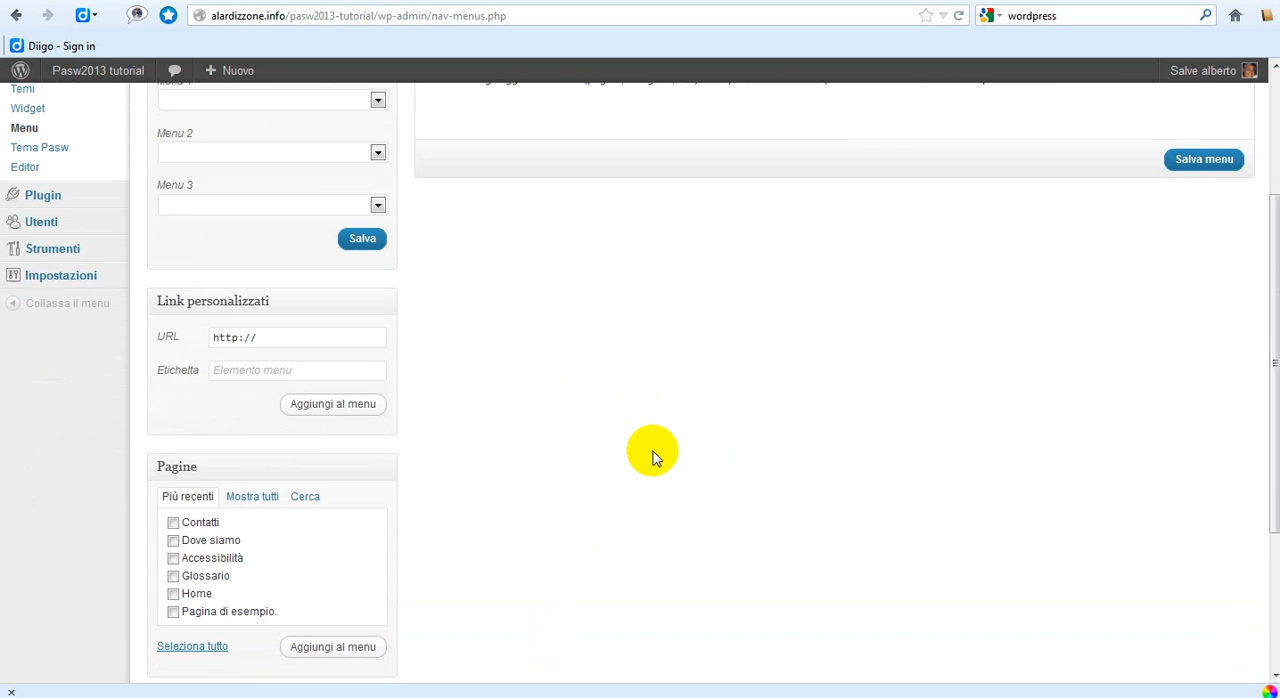 alardizzone.info/pasw2013-tutorial/wp-admin/nav-menus.php
wordpress
Diigo - Sign in
Pasw2013 tutorial
Nuovo
Salve alberto
Temi
Widget
Menu
Tema Pasw
Editor
Plugin
Utenti
Strumenti
Impostazioni
Collassa il menu
Menu 2
Menu 3
Salva
Salva menu
Link personalizzati
URL http://
Etichetta Elemento menu
Aggiungi al menu
Pagine
Più recenti Mostra tutti Cerca
Contatti
Dove siamo
Accessibilità
Glossario
Home
Pagina di esempio.
Seleziona tutto Aggiungi al menu